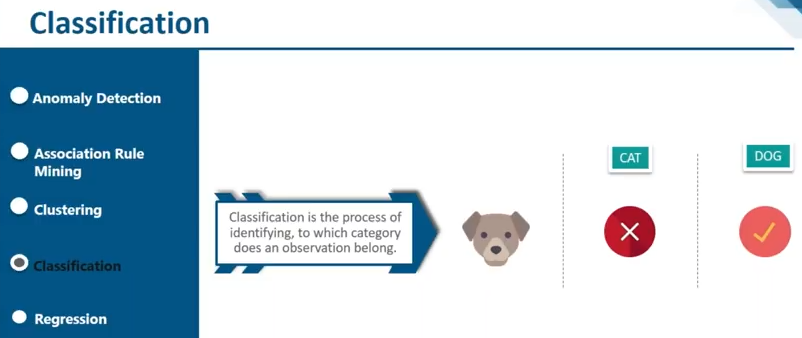 Classification
Anomaly Detection
Association Rule
Mining
Clustering
Classification
Regression
Classification is the process of
identifying, to which category
does an observation belong.
CAT
DOG